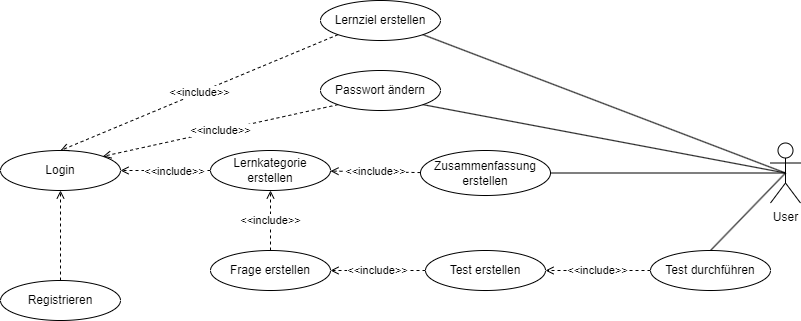 Lernziel erstellen
<<include>>
Passwort ändern
<<include>>
Login
<<include>>
Lernkategorie
erstellen
<<include>>
Zusammenfassung
erstellen
User
<<include>>
Frage erstellen
<<include>>
Test erstellen
<<include>>
Test durchführen
Registrieren